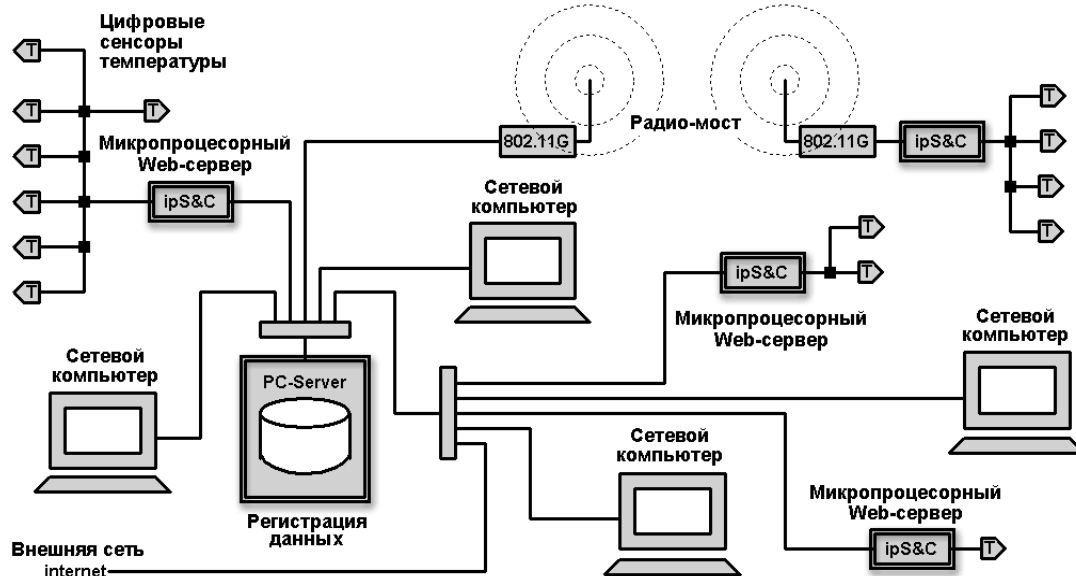 Цифровые
сенсоры
температуры
T
T
T
T
T
T
T
Микропроцесорный
Web-сервер
ipS&C
802.11G
Радио-мост
802.11G
ipS&C
T
T
T
T
Сетевой
компьютер
ipS&C
T
T
Микропроцесорный
Web-сервер
Сетевой
компьютер
Сетевой
компьютер
PC-Server
Регистрация
данных
Сетевой
компьютер
Микропроцесорный
Web-сервер
ipS&C
T
Внешняя сеть
internet